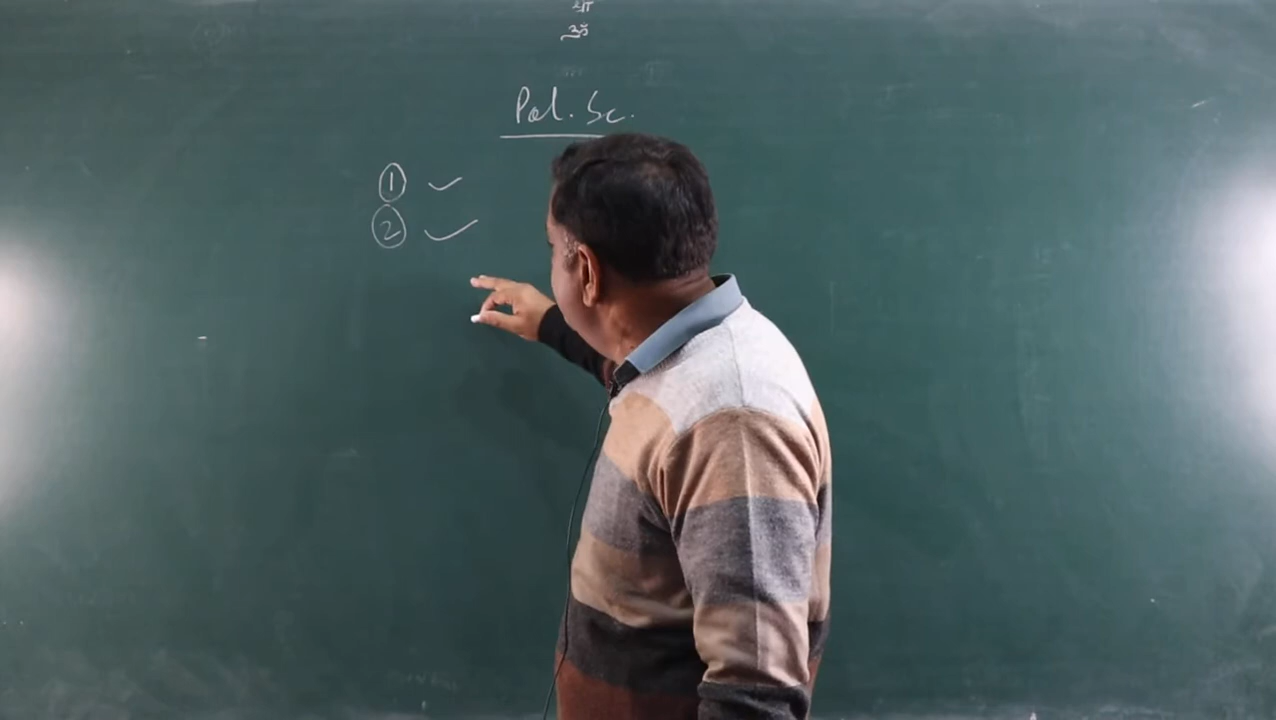 श्री
ॐ
Pol. Sc.
① ✓
② ✓